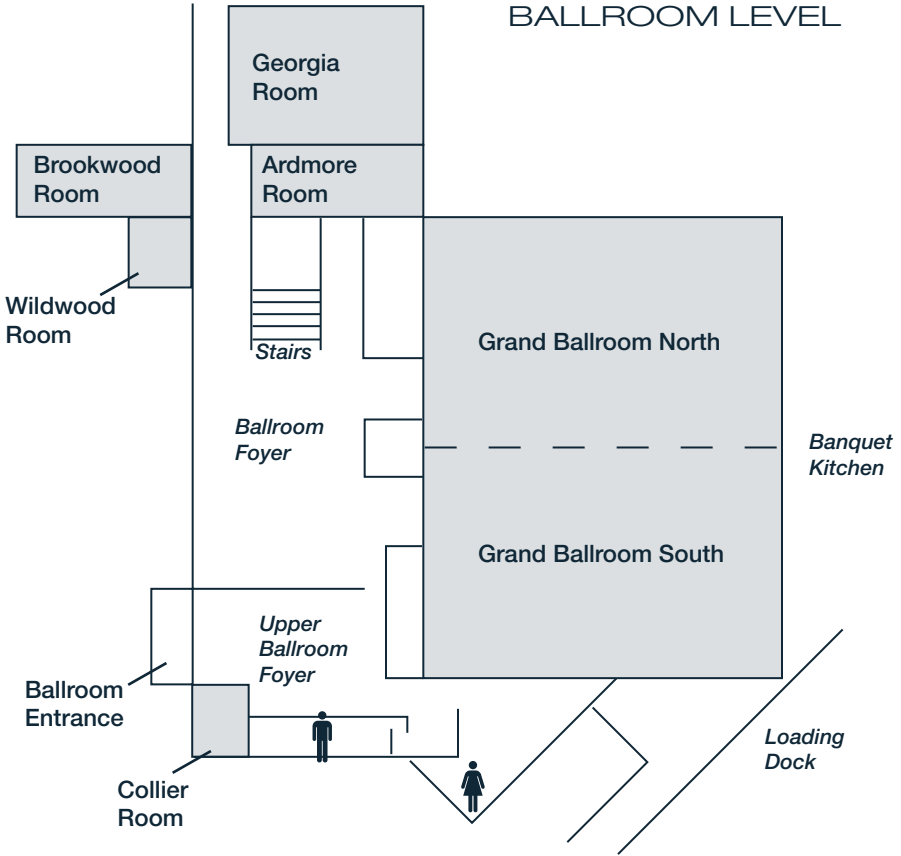 BALLROOM LEVEL
Georgia
Room
Brookwood
Room
Ardmore
Room
Wildwood
Room
Grand Ballroom North
Stairs
Ballroom
Foyer
Banquet
Kitchen
Grand Ballroom South
Upper
Ballroom
Foyer
Ballroom
Entrance
Loading
Dock
Collier
Room